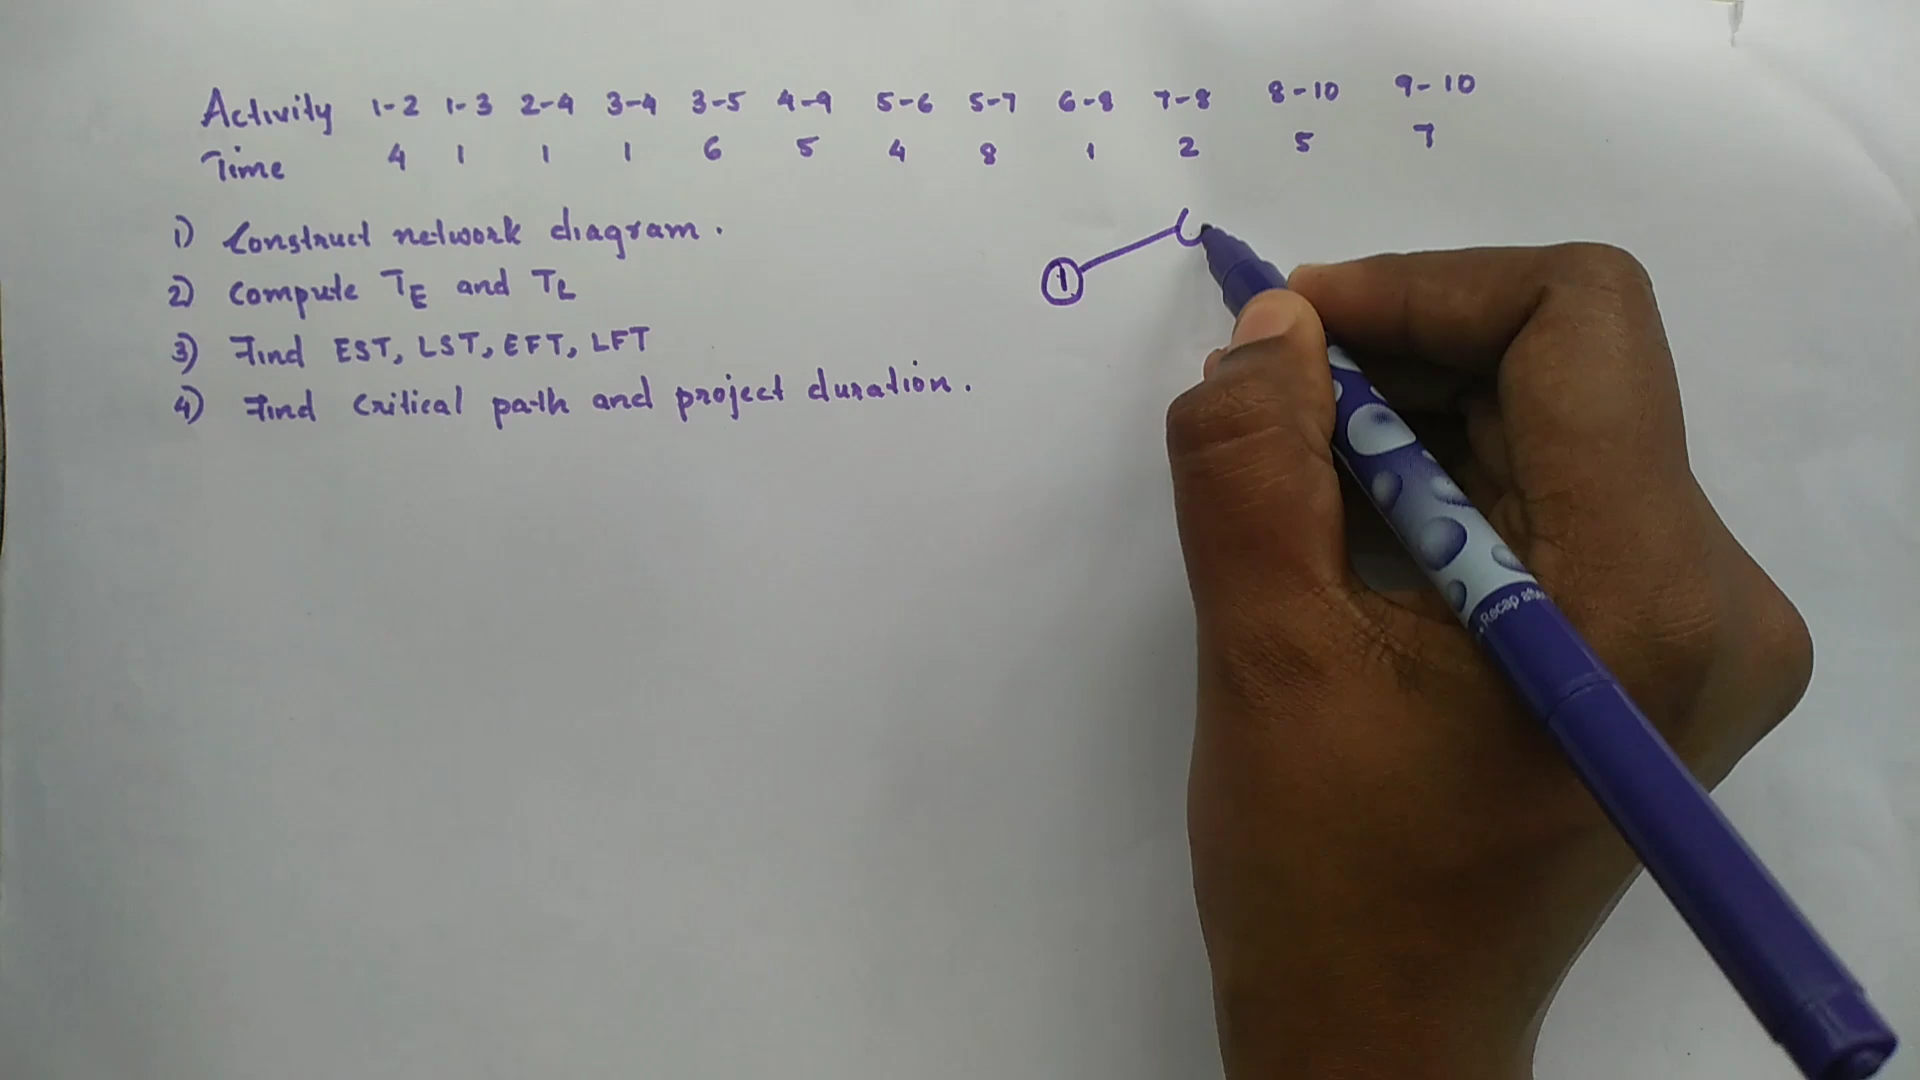 Activity 1-2 1-3 2-4 3-4 3-5 4-9 5-6 5-7 6-8 7-8 8-10 9-10
Time 4 1 1 1 6 5 4 8 1 2 5 7
1) Construct network diagram.
2) Compute TE and TL
3) Find EST, LST, EFT, LFT
4) Find critical path and project duration.
1
. Recap